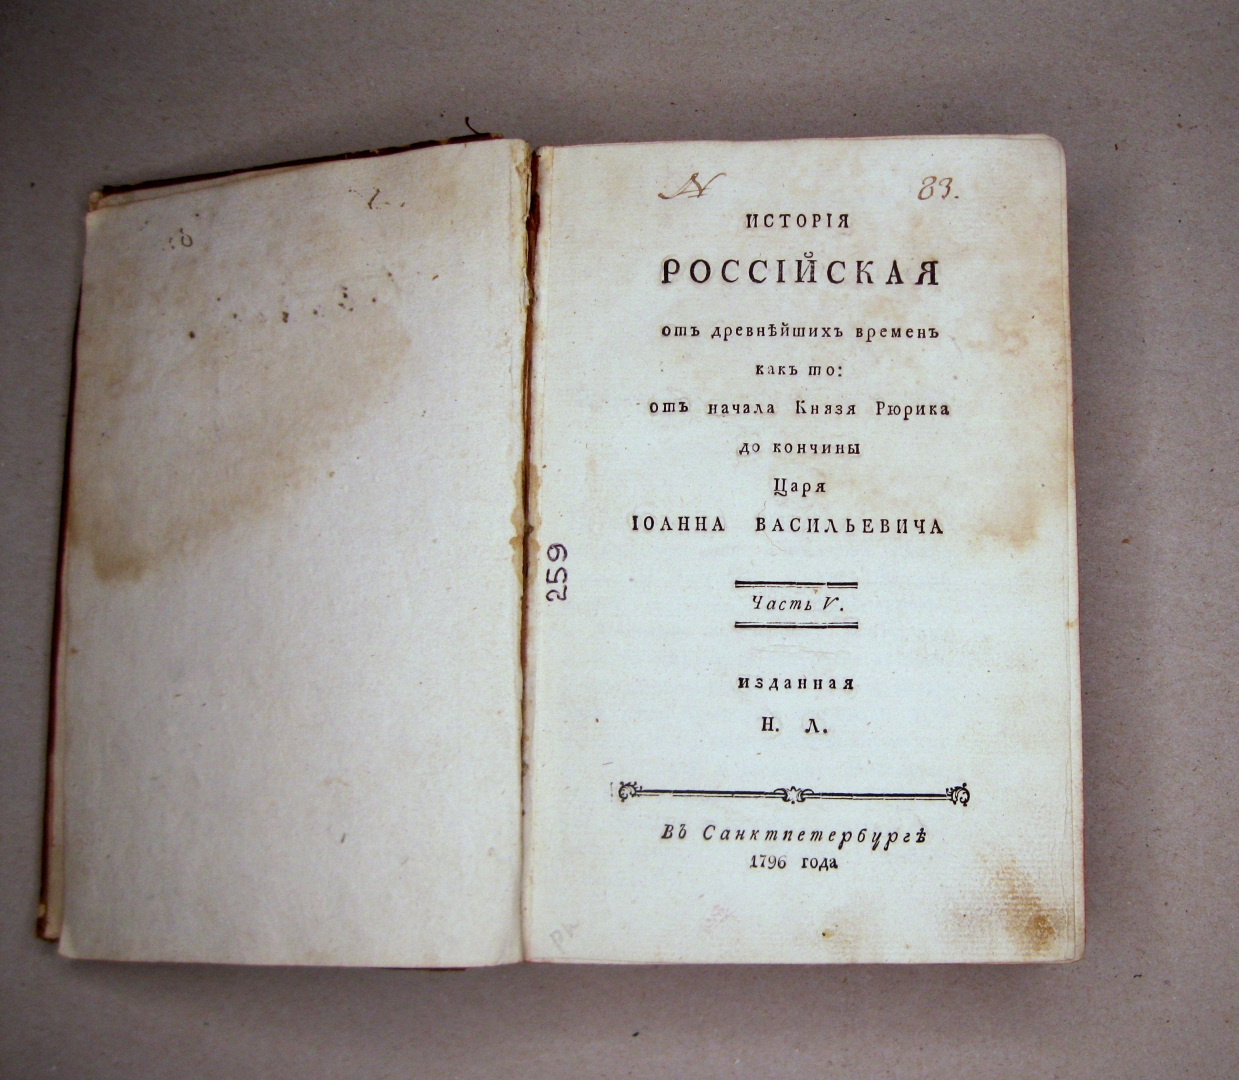 N 83.
ИСТОРІЯ
РОССІЙСКАЯ
отъ древнѣйшихъ временъ
какъ то:
отъ начала Князя Рюрика
до кончины
Царя
ІОАННА ВАСИЛЬЕВИЧА
259
Часть V.
изданная
Н. Л.
Въ Санктпетербургѣ
1796 года